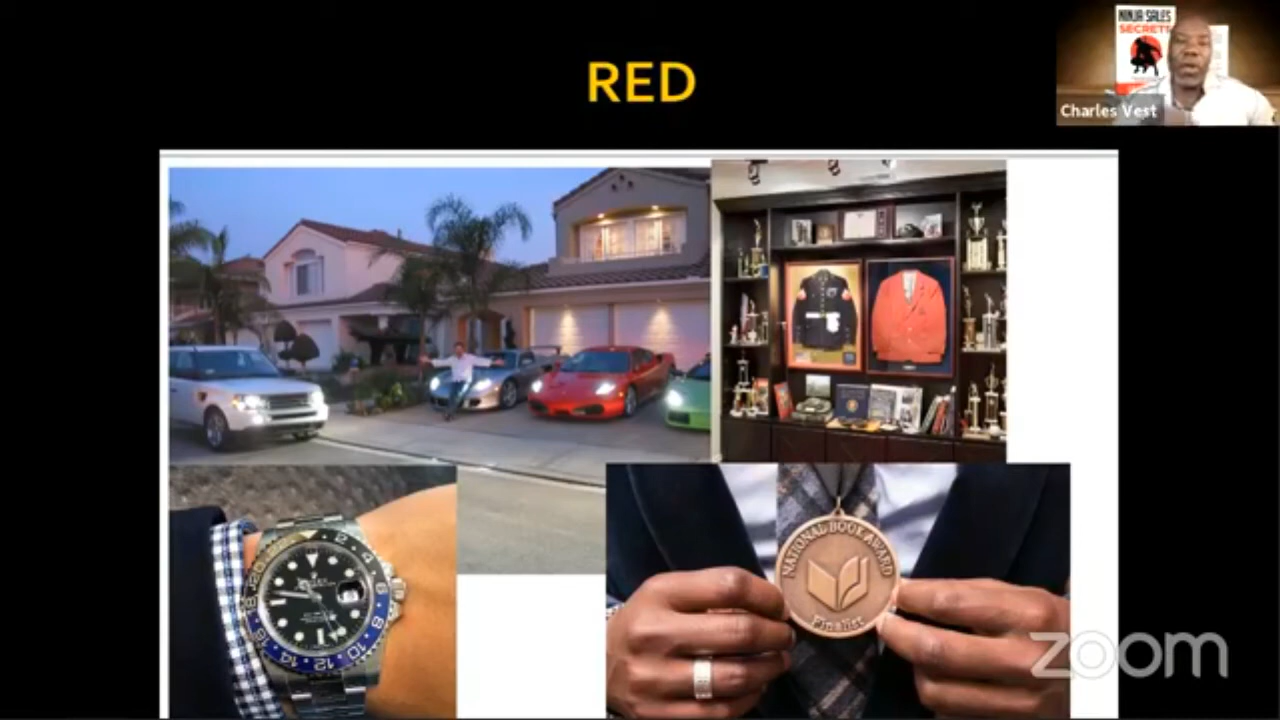 RED
NINJA SALES
SECRETS
Charles Vest
NATIONAL BOOK AWARD
Finalist
zoom